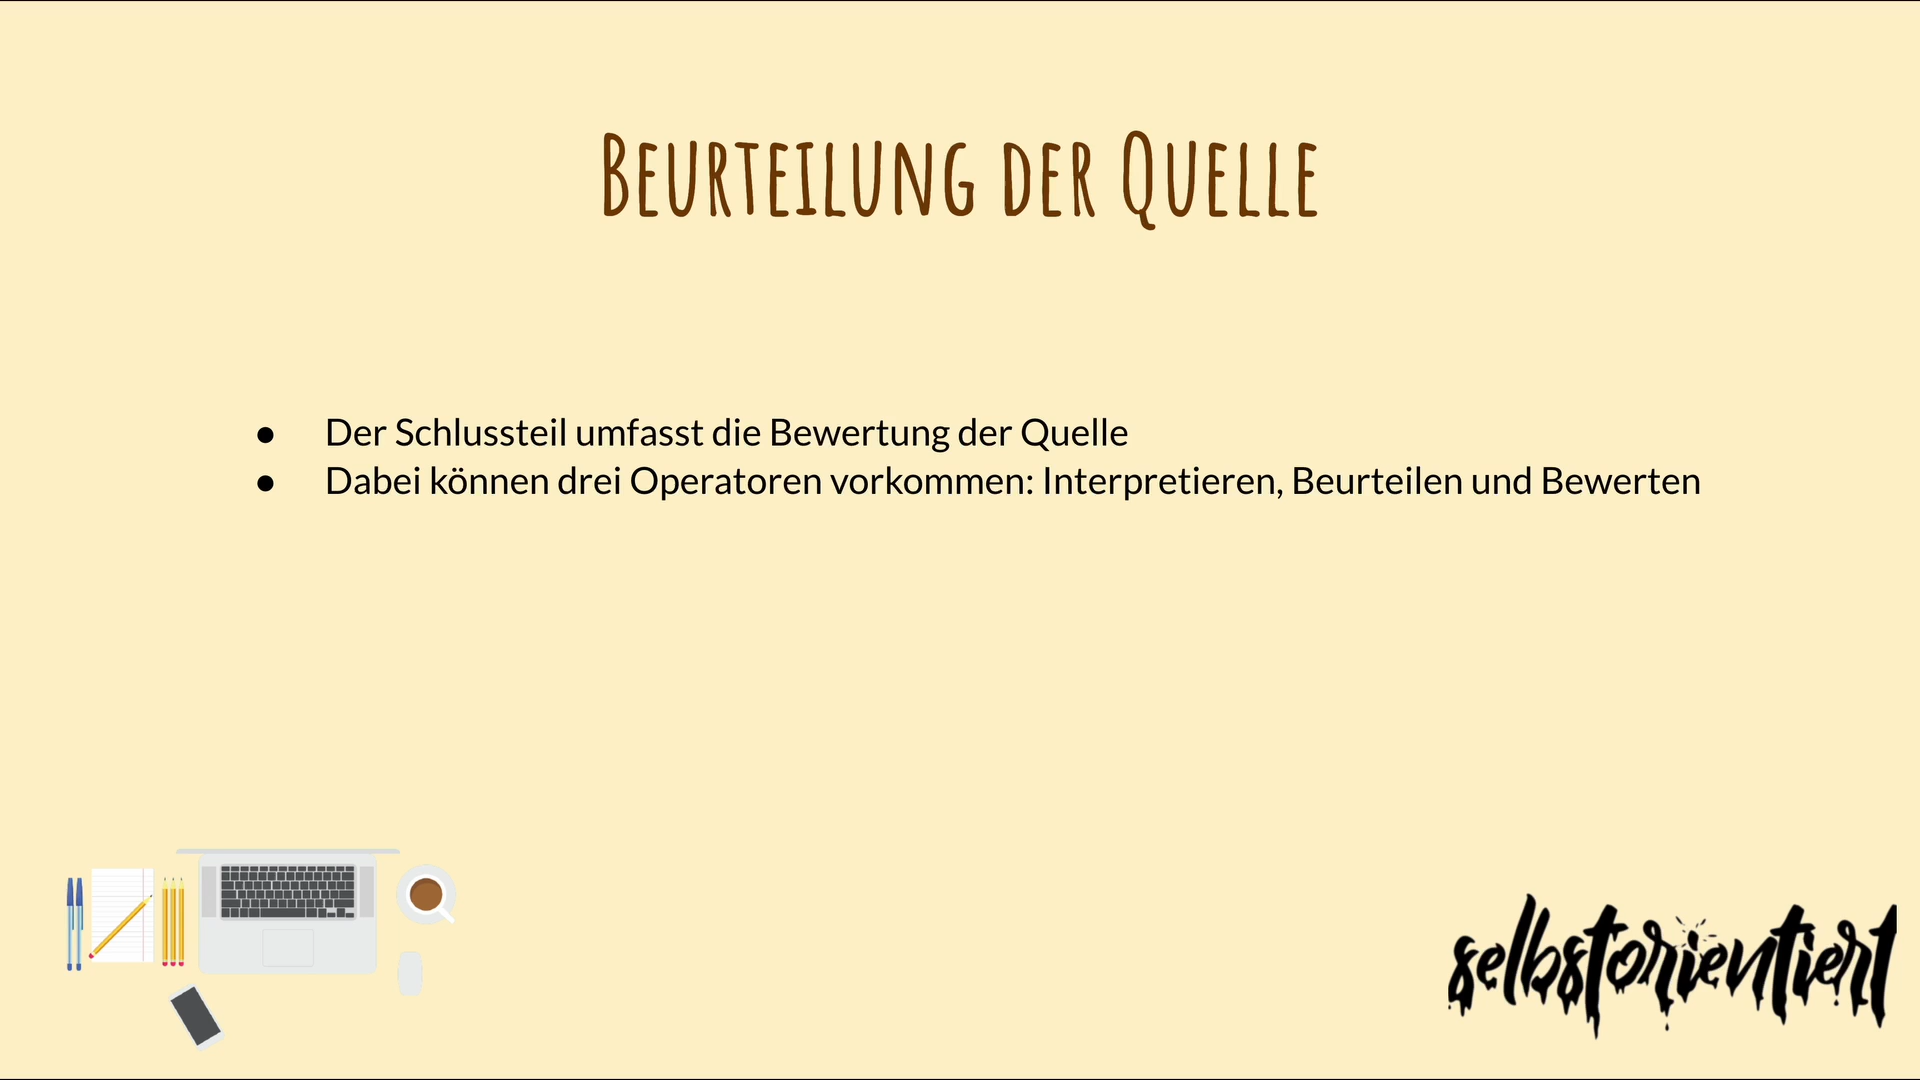 Beurteilung der Quelle
● Der Schlussteil umfasst die Bewertung der Quelle
● Dabei können drei Operatoren vorkommen: Interpretieren, Beurteilen und Bewerten
selbstorientiert